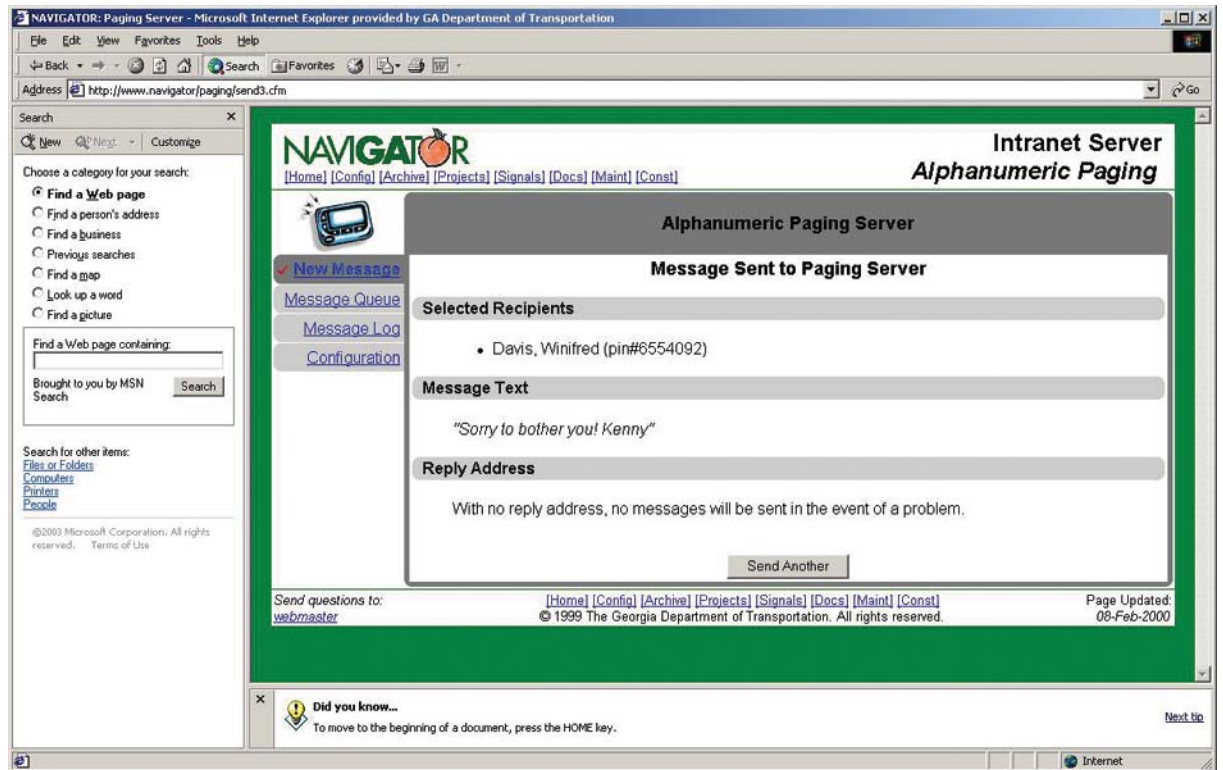 NAVIGATOR: Paging Server - Microsoft Internet Explorer provided by GA Department of Transportation
File Edit View Favorites Tools Help
Back Search Favorites
Address http://www.navigator/paging/send3.cfm Go
Search
New Next Customize
Choose a category for your search:
Find a Web page
Find a person's address
Find a business
Previous searches
Find a map
Look up a word
Find a picture
Find a Web page containing:
Brought to you by MSN
Search
Search
Search for other items:
Files or Folders
Computers
Printers
People
©2003 Microsoft Corporation. All rights
reserved. Terms of Use
NAVIGATOR
Intranet Server
[Home] [Config] [Archive] [Projects] [Signals] [Docs] [Maint] [Const]
Alphanumeric Paging
Alphanumeric Paging Server
New Message
Message Queue
Message Log
Configuration
Message Sent to Paging Server
Selected Recipients
• Davis, Winifred (pin#6554092)
Message Text
"Sorry to bother you! Kenny"
Reply Address
With no reply address, no messages will be sent in the event of a problem.
Send Another
Send questions to:
webmaster
[Home] [Config] [Archive] [Projects] [Signals] [Docs] [Maint] [Const]
© 1999 The Georgia Department of Transportation. All rights reserved.
Page Updated:
08-Feb-2000
Did you know...
To move to the beginning of a document, press the HOME key.
Next tip
Internet